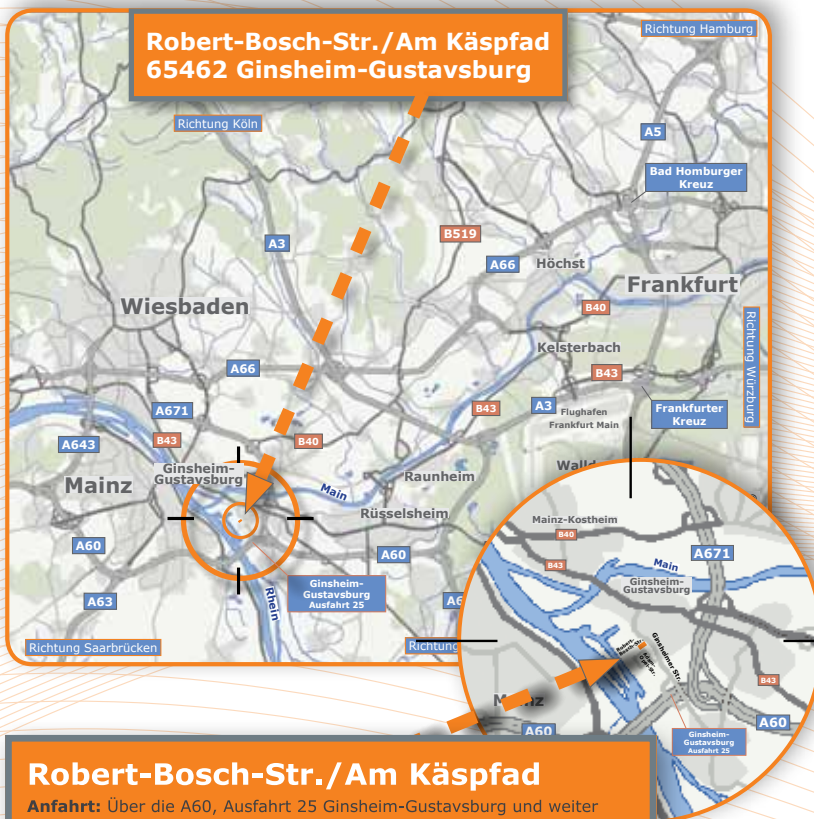 Robert-Bosch-Str./Am Käspfad
65462 Ginsheim-Gustavsburg
Richtung Hamburg
Richtung Köln
A5
Bad Homburger
Kreuz
B519
A3
A66
Höchst
Frankfurt
Wiesbaden
B40
Richtung Würzburg
Kelsterbach
A66
B43
A671
B43
A3
Flughafen
Frankfurt Main
Frankfurter
Kreuz
A643
B43
B40
Ginsheim-
Gustavsburg
Mainz
Main
Raunheim
Rüsselsheim
A60
A60
Ginsheim-
Gustavsburg
Ausfahrt 25
A63
Rhein
Richtung Saarbrücken
Richtung
Mainz-Kostheim
B40
A671
B43
Main
Ginsheim-
Gustavsburg
Robert-
Bosch-Str.
Ginsheimer Str.
B43
A60
A60
Ginsheim-
Gustavsburg
Ausfahrt 25
Robert-Bosch-Str./Am Käspfad
Anfahrt: Über die A60, Ausfahrt 25 Ginsheim-Gustavsburg und weiter